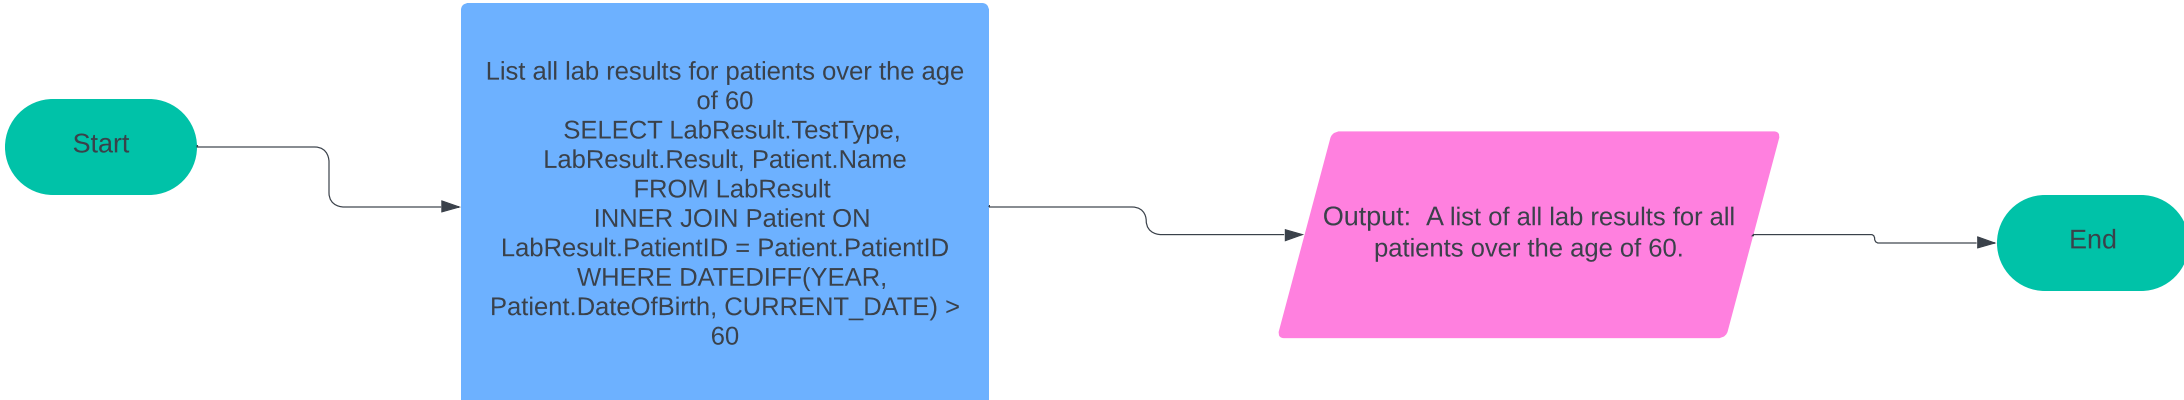 Start
List all lab results for patients over the age
of 60
SELECT LabResult.TestType,
LabResult.Result, Patient.Name
FROM LabResult
INNER JOIN Patient ON
LabResult.PatientID = Patient.PatientID
WHERE DATEDIFF(YEAR,
Patient.DateOfBirth, CURRENT_DATE) >
60
Output:  A list of all lab results for all
patients over the age of 60.
End